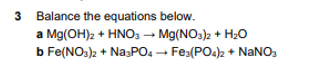 3 Balance the equations below.
a Mg(OH)₂ + HNO₃ → Mg(NO₃)₂ + H₂O
b Fe(NO₃)₂ + Na₃PO₄ → Fe₃(PO₄)₂ + NaNO₃